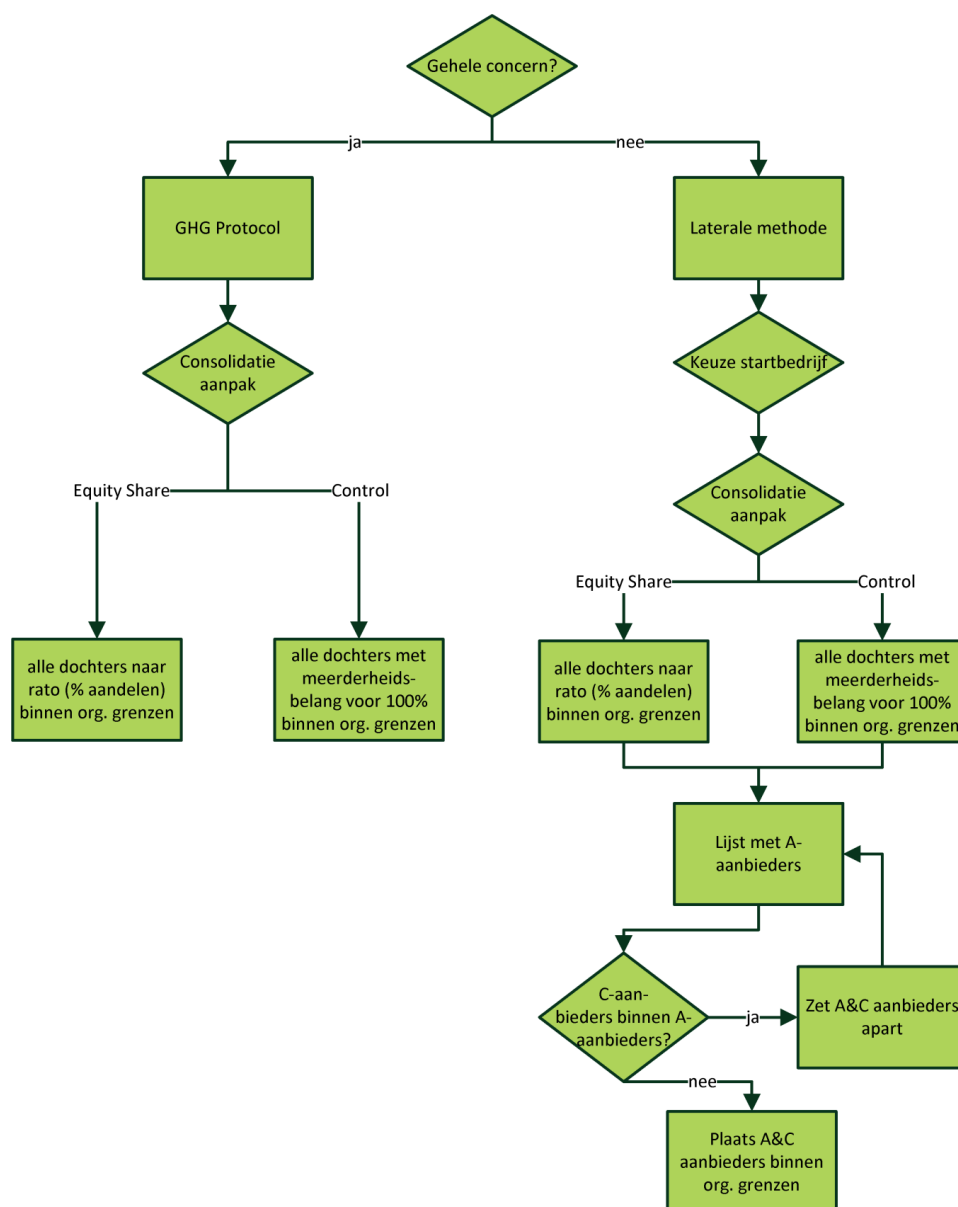 Gehele concern?
ja
nee
GHG Protocol
Laterale methode
Consolidatie
aanpak
Keuze startbedrijf
Equity Share
Control
Consolidatie
aanpak
Equity Share
Control
alle dochters naar
rato (% aandelen)
binnen org. grenzen
alle dochters met
meerderheids-
belang voor 100%
binnen org. grenzen
alle dochters naar
rato (% aandelen)
binnen org. grenzen
alle dochters met
meerderheids-
belang voor 100%
binnen org. grenzen
Lijst met A-
aanbieders
C-aan-
bieders binnen A-
aanbieders?
ja
Zet A&C aanbieders
apart
nee
Plaats A&C
aanbieders binnen
org. grenzen